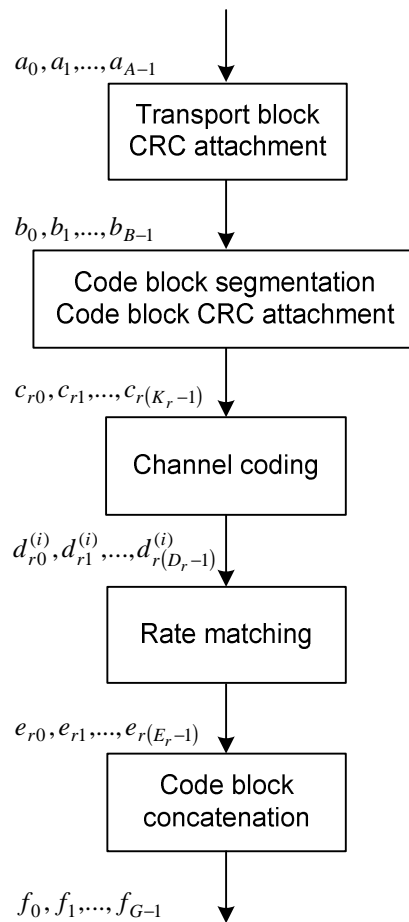 a_0, a_1,..., a_{A-1}
Transport block
CRC attachment
b_0, b_1,..., b_{B-1}
Code block segmentation
Code block CRC attachment
c_{r0}, c_{r1},..., c_{r(K_r-1)}
Channel coding
d_{r0}^{(i)}, d_{r1}^{(i)},..., d_{r(D_r-1)}^{(i)}
Rate matching
e_{r0}, e_{r1},..., e_{r(E_r-1)}
Code block
concatenation
f_0, f_1,..., f_{G-1}